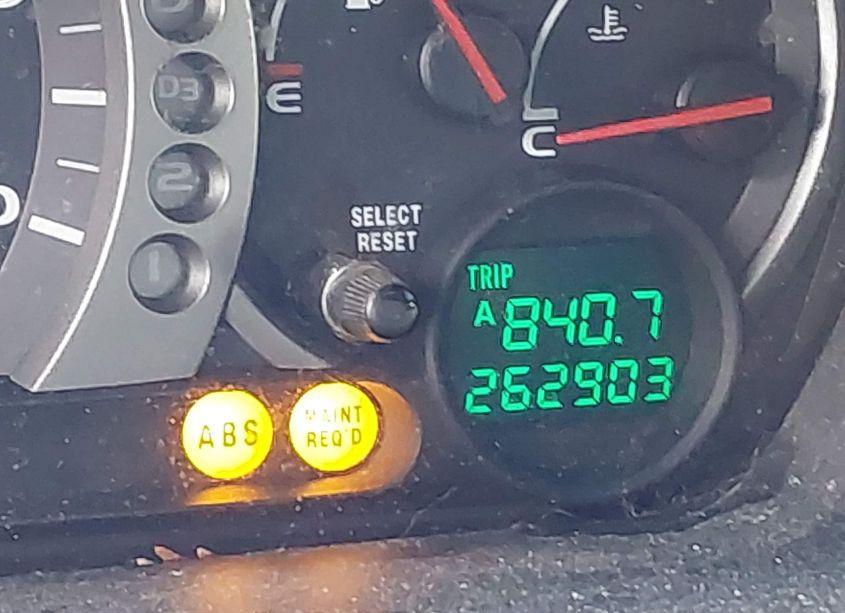 D3
2
1
E
C
SELECT
RESET
TRIP
A 840.7
262903
ABS
MAINT
REQ'D